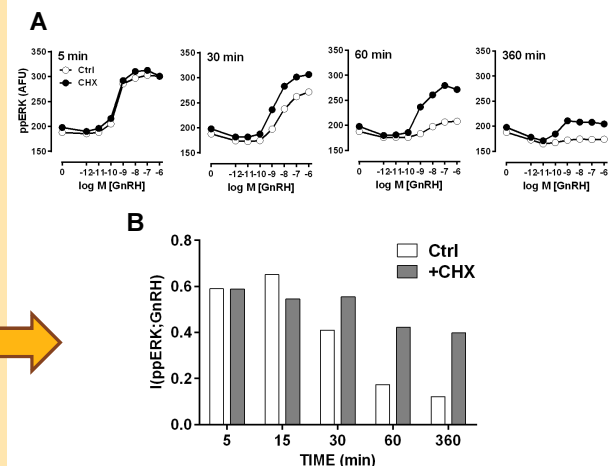 A
5 min
30 min
60 min
360 min
Ctrl
CHX
ppERK (AFU)
350
300
250
200
150
0 -12-11-10 -9 -8 -7 -6
log M [GnRH]
350
300
250
200
150
0 -12-11-10 -9 -8 -7 -6
log M [GnRH]
350
300
250
200
150
0 -12-11-10 -9 -8 -7 -6
log M [GnRH]
350
300
250
200
150
0 -12-11-10 -9 -8 -7 -6
log M [GnRH]
B
Ctrl
+CHX
I(ppERK;GnRH)
0.8
0.6
0.4
0.2
0.0
5 15 30 60 360
TIME (min)